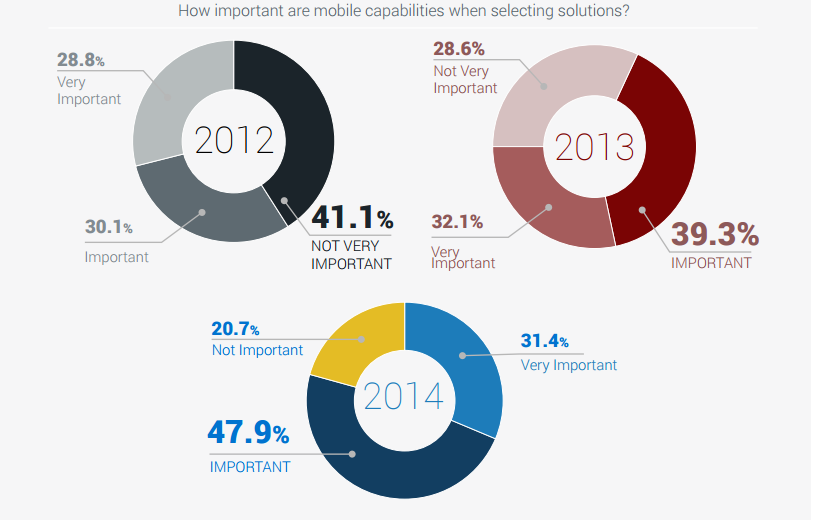 How important are mobile capabilities when selecting solutions?
28.8%
Very
Important
2012
30.1%
Important
41.1%
NOT VERY
IMPORTANT
28.6%
Not Very
Important
2013
32.1%
Very
Important
39.3%
IMPORTANT
20.7%
Not Important
31.4%
Very Important
2014
47.9%
IMPORTANT